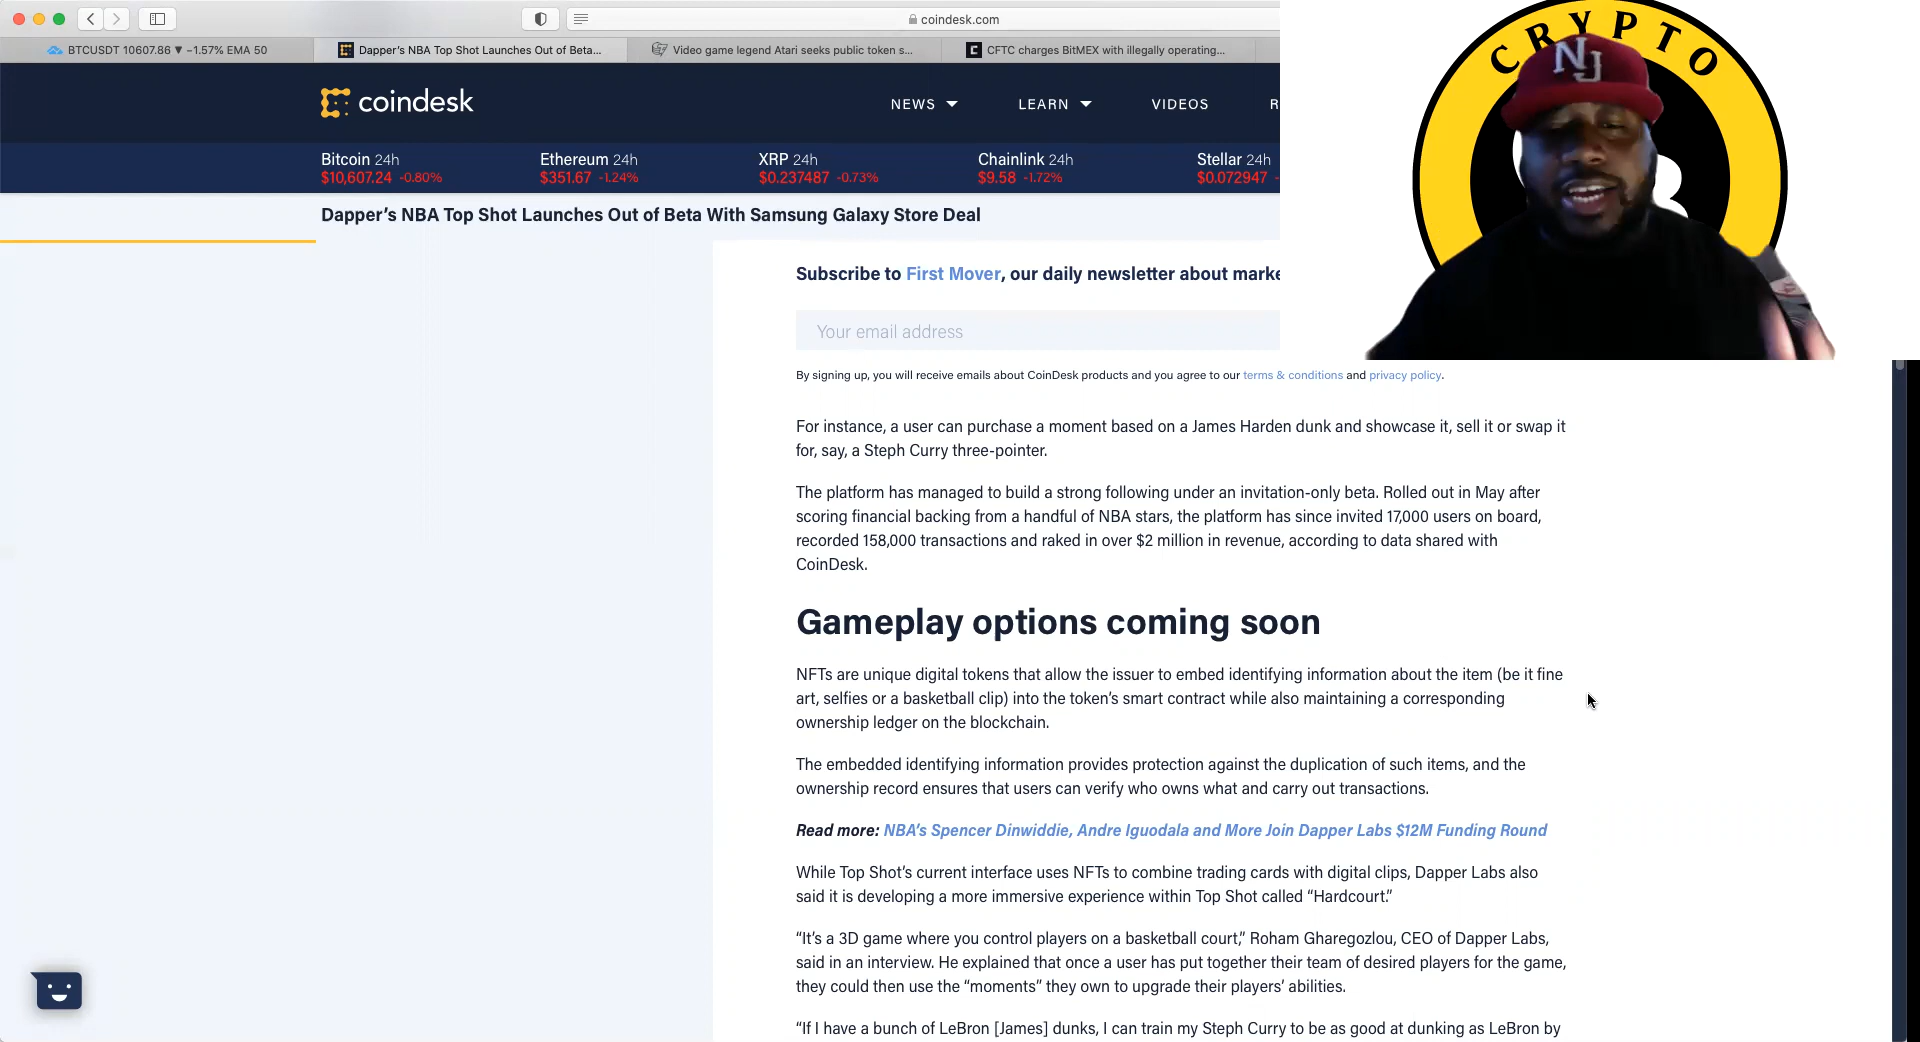 coindesk.com
BTCUSDT 10607.86 ▼ −1.57% EMA 50
Dapper's NBA Top Shot Launches Out of Beta...
Video game legend Atari seeks public token s...
CFTC charges BitMEX with illegally operating...
CRYPTO
NJ
coindesk
NEWS
LEARN
VIDEOS
R
Bitcoin 24h
$10,607.24 -0.80%
Ethereum 24h
$351.67 -1.24%
XRP 24h
$0.237487 -0.73%
Chainlink 24h
$9.58 -1.72%
Stellar 24h
$0.072947 -
Dapper's NBA Top Shot Launches Out of Beta With Samsung Galaxy Store Deal
Subscribe to First Mover, our daily newsletter about marke
Your email address
By signing up, you will receive emails about CoinDesk products and you agree to our terms & conditions and privacy policy.
For instance, a user can purchase a moment based on a James Harden dunk and showcase it, sell it or swap it
for, say, a Steph Curry three-pointer.
The platform has managed to build a strong following under an invitation-only beta. Rolled out in May after
scoring financial backing from a handful of NBA stars, the platform has since invited 17,000 users on board,
recorded 158,000 transactions and raked in over $2 million in revenue, according to data shared with
CoinDesk.
Gameplay options coming soon
NFTs are unique digital tokens that allow the issuer to embed identifying information about the item (be it fine
art, selfies or a basketball clip) into the token's smart contract while also maintaining a corresponding
ownership ledger on the blockchain.
The embedded identifying information provides protection against the duplication of such items, and the
ownership record ensures that users can verify who owns what and carry out transactions.
Read more: NBA's Spencer Dinwiddie, Andre Iguodala and More Join Dapper Labs $12M Funding Round
While Top Shot's current interface uses NFTs to combine trading cards with digital clips, Dapper Labs also
said it is developing a more immersive experience within Top Shot called “Hardcourt.”
“It's a 3D game where you control players on a basketball court,” Roham Gharegozlou, CEO of Dapper Labs,
said in an interview. He explained that once a user has put together their team of desired players for the game,
they could then use the “moments” they own to upgrade their players' abilities.
“If I have a bunch of LeBron [James] dunks, I can train my Steph Curry to be as good at dunking as LeBron by